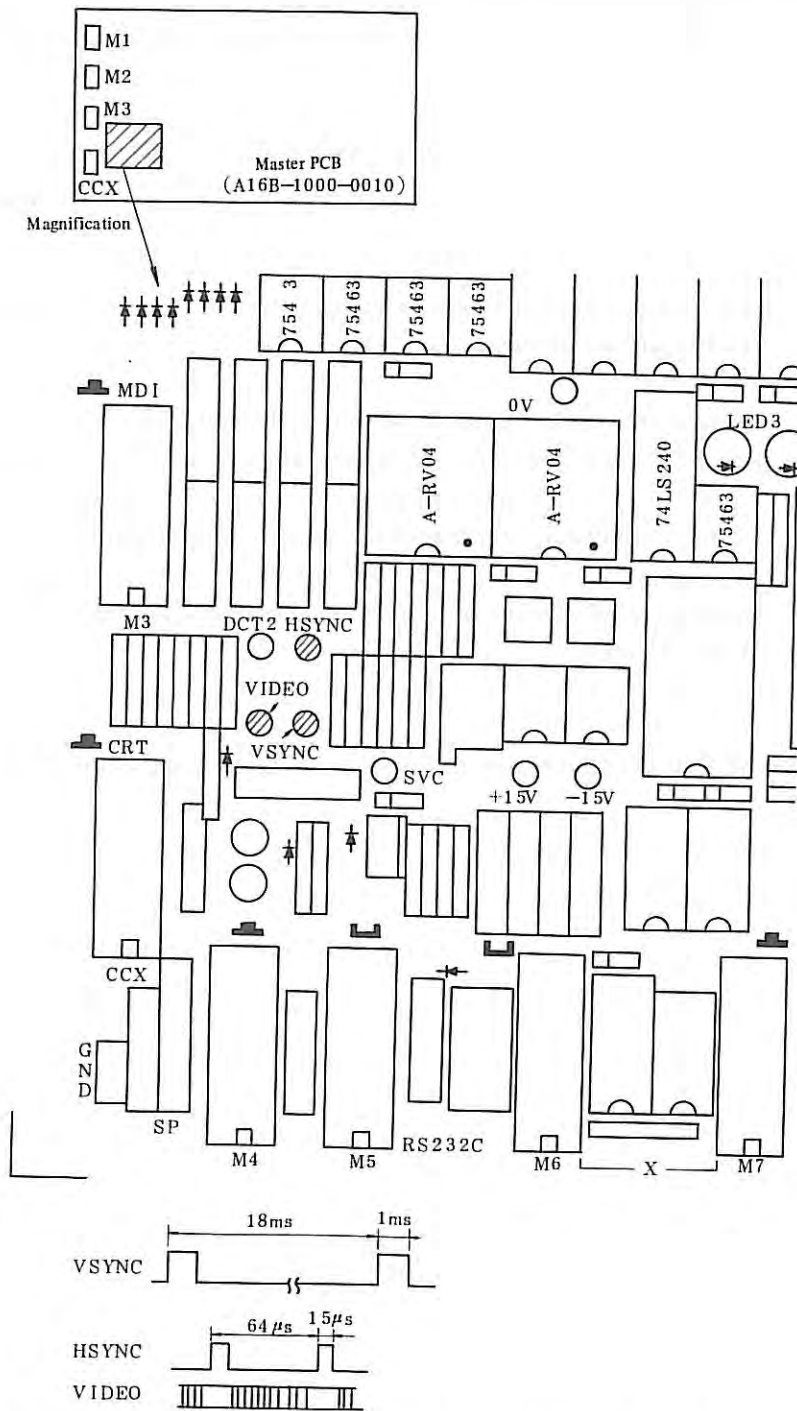 M1
M2
M3
CCX
Master PCB
(A16B-1000-0010)
Magnification
754 3
75463
75463
75463
MDI
0V
LED3
A-RV04
A-RV04
74LS240
75463
M3
DCT2
HSYNC
VIDEO
VSYNC
CRT
SVC
+15V
-15V
CCX
GND
SP
M4
M5
RS232C
M6
X
M7
18ms
1ms
VSYNC
64μs
15μs
HSYNC
VIDEO